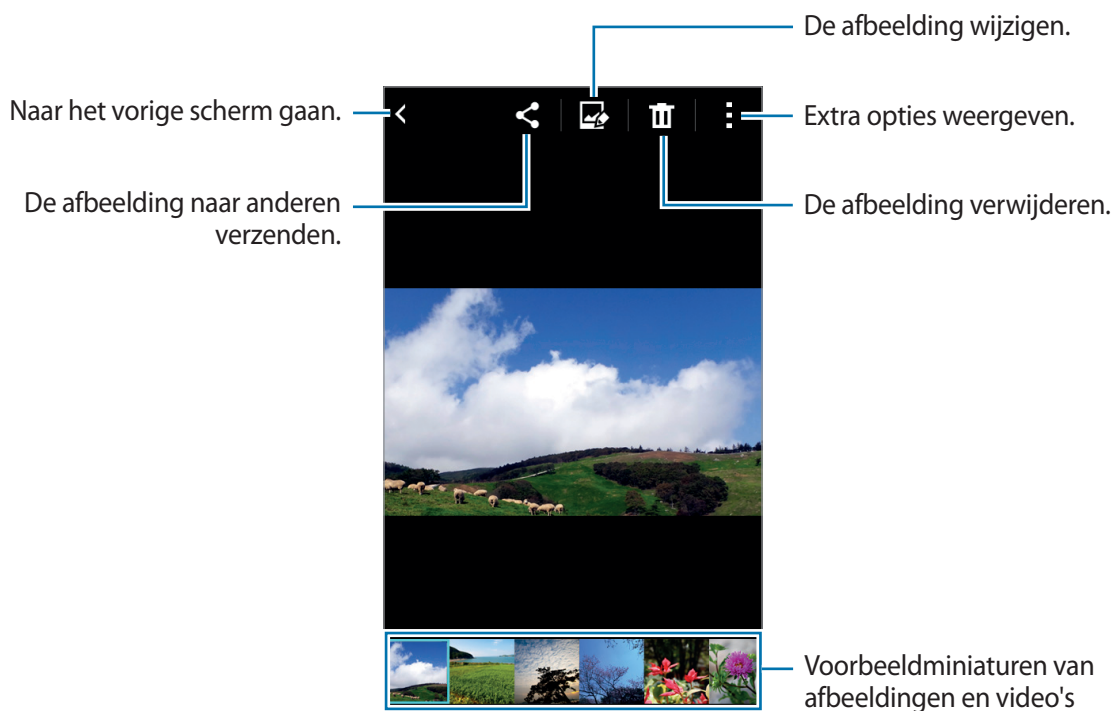 De afbeelding wijzigen.
Naar het vorige scherm gaan.
Extra opties weergeven.
De afbeelding naar anderen
verzenden.
De afbeelding verwijderen.
Voorbeeldminiaturen van
afbeeldingen en video's